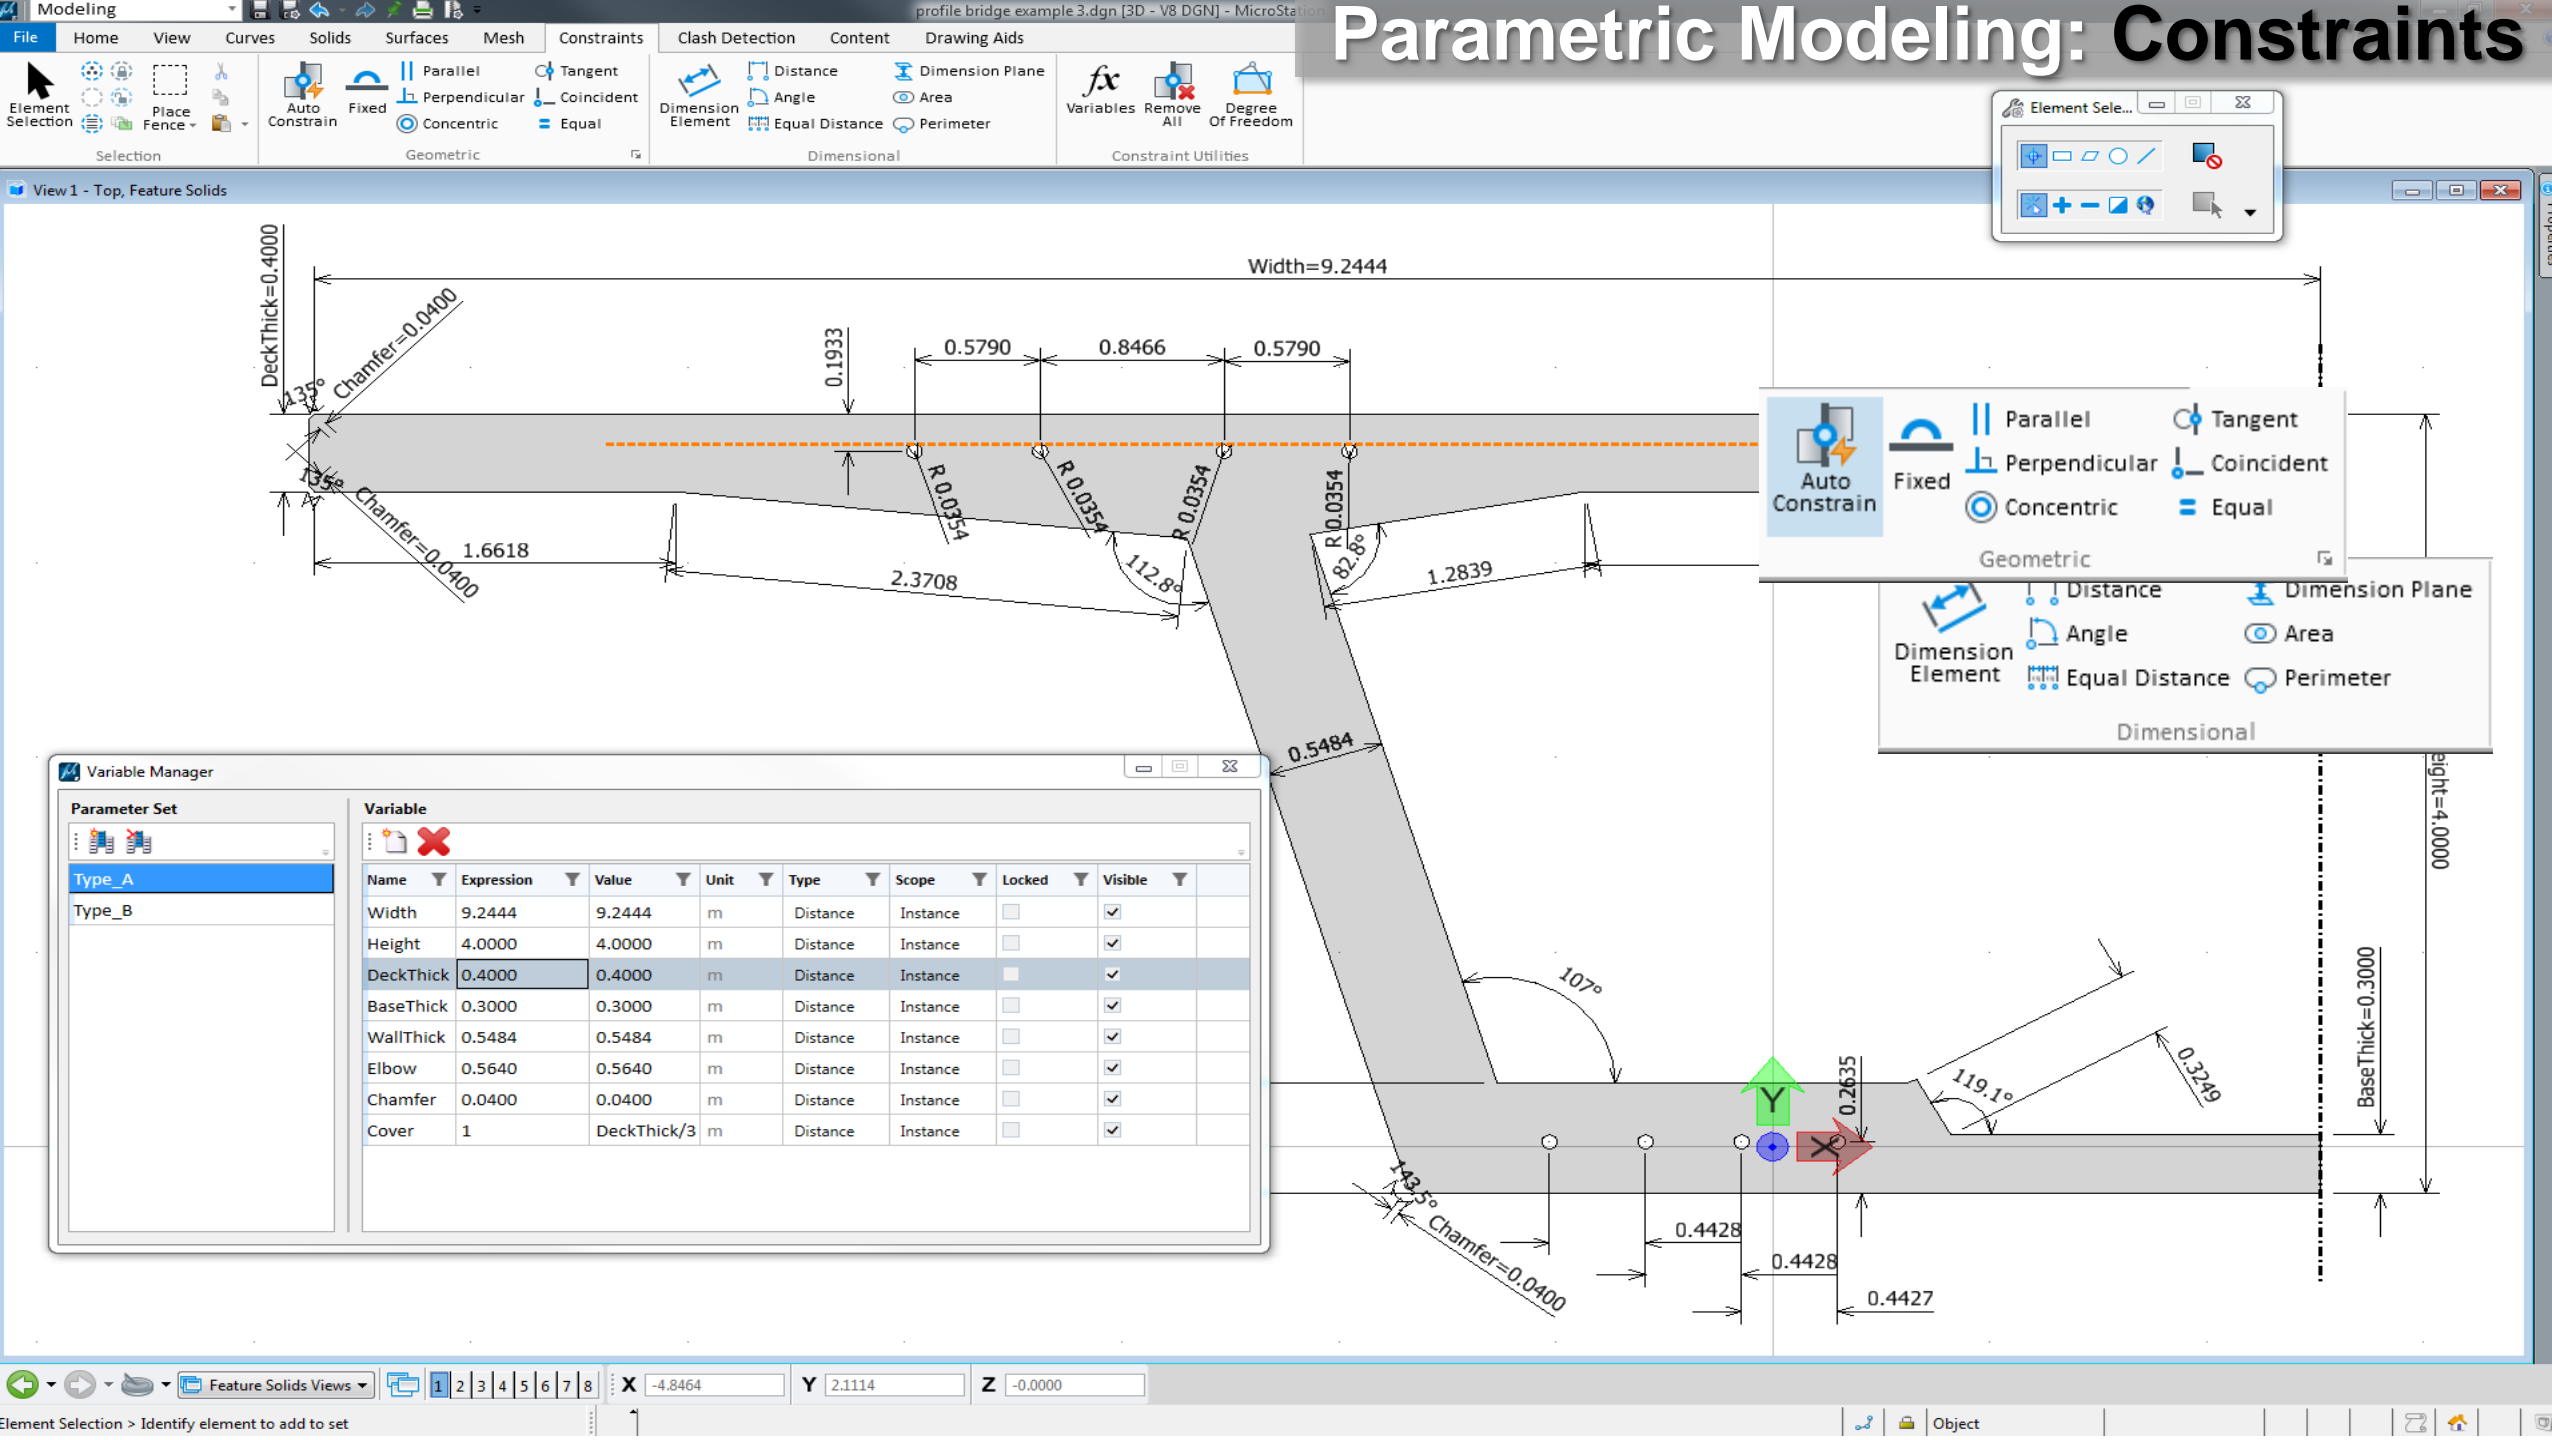 Modeling
profile bridge example 3.dgn [3D - V8 DGN] - MicroStation
Parametric Modeling: Constraints
File Home View Curves Solids Surfaces Mesh Constraints Clash Detection Content Drawing Aids
Element Selection
Place Fence
Selection
Auto Constrain
Fixed
Parallel
Perpendicular
Concentric
Tangent
Coincident
Equal
Geometric
Dimension Element
Distance
Angle
Equal Distance
Dimension Plane
Area
Perimeter
Dimensional
fx
Variables
Remove All
Degree Of Freedom
Constraint Utilities
Element Sele...
View 1 - Top, Feature Solids
Width=9.2444
DeckThick=0.4000
Chamfer=0.0400
135°
0.1933
0.5790
0.8466
0.5790
135°
Chamfer=0.0400
R 0.0354
R 0.0354
R 0.0354
R 0.0354
1.6618
2.3708
112.8°
82.8°
1.2839
Auto Constrain
Fixed
Parallel
Perpendicular
Concentric
Tangent
Coincident
Equal
Geometric
Dimension Element
Distance
Angle
Equal Distance
Dimension Plane
Area
Perimeter
Dimensional
0.5484
eight=4.0000
107°
119.1°
0.3249
BaseThick=0.3000
0.2635
Y
X
143.5°
Chamfer=0.0400
0.4428
0.4428
0.4427
Variable Manager
Parameter Set
Type_A
Type_B
Variable
Name Expression Value Unit Type Scope Locked Visible
Width 9.2444 9.2444 m Distance Instance
Height 4.0000 4.0000 m Distance Instance
DeckThick 0.4000 0.4000 m Distance Instance
BaseThick 0.3000 0.3000 m Distance Instance
WallThick 0.5484 0.5484 m Distance Instance
Elbow 0.5640 0.5640 m Distance Instance
Chamfer 0.0400 0.0400 m Distance Instance
Cover 1 DeckThick/3 m Distance Instance
Feature Solids Views 1 2 3 4 5 6 7 8 X -4.8464 Y 2.1114 Z -0.0000
Element Selection > Identify element to add to set
Object